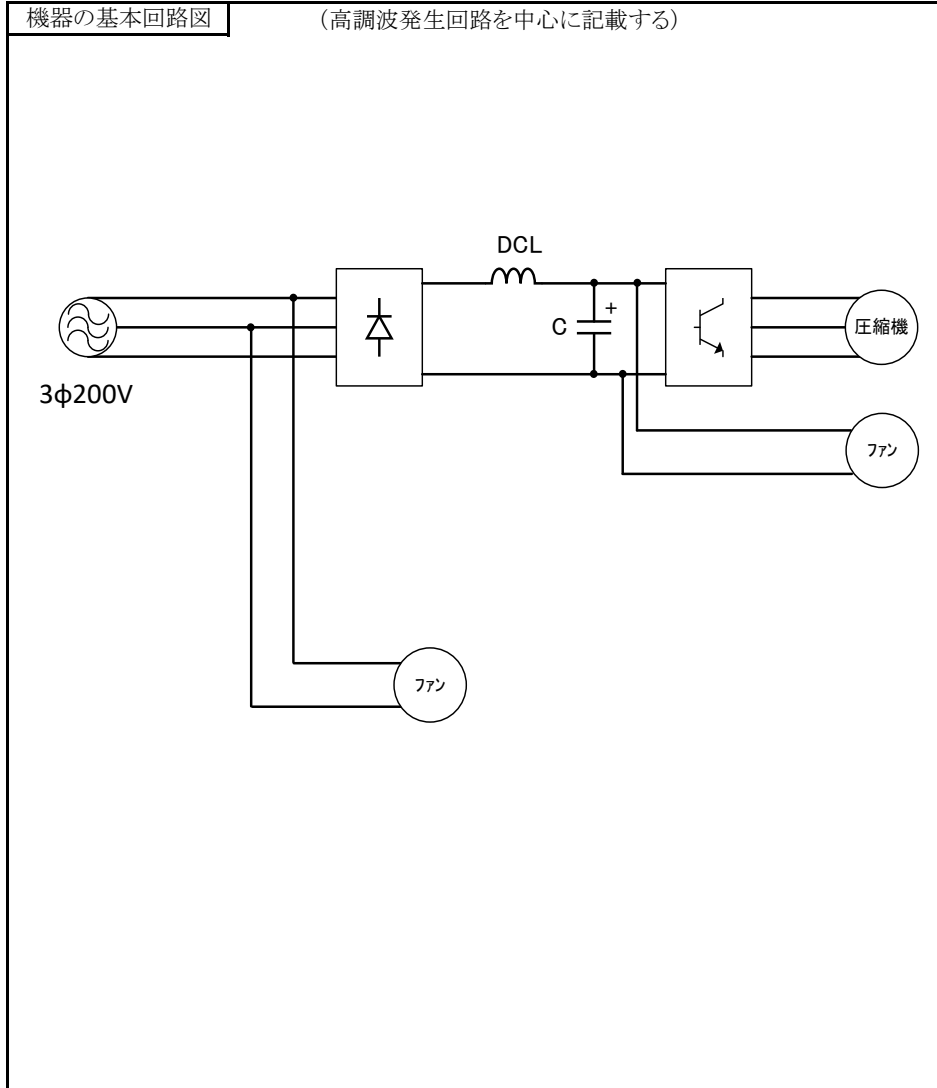 機器の基本回路図
(高調波発生回路を中心に記載する)
DCL
+
C
圧縮機
3φ200V
ファン
ファン